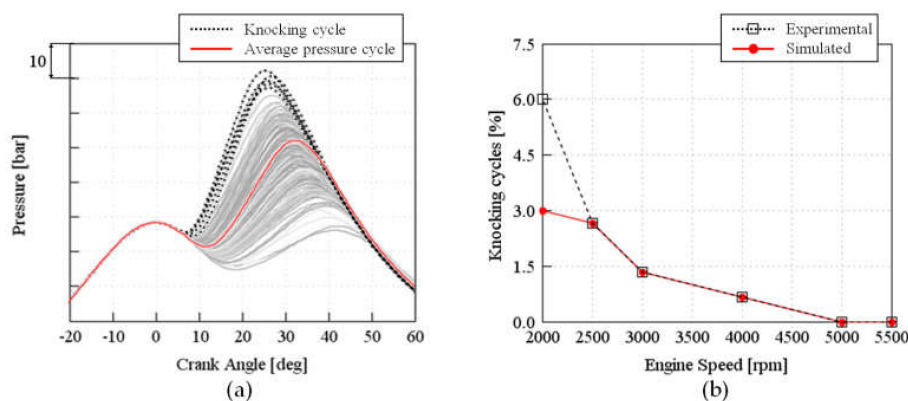 Knocking cycle
Average pressure cycle
10
Pressure [bar]
-20 -10 0 10 20 30 40 50 60
Crank Angle [deg]
(a)
Experimental
Simulated
7.5
6.0
4.5
3.0
1.5
0.0
Knocking cycles [%]
2000 2500 3000 3500 4000 4500 5000 5500
Engine Speed [rpm]
(b)